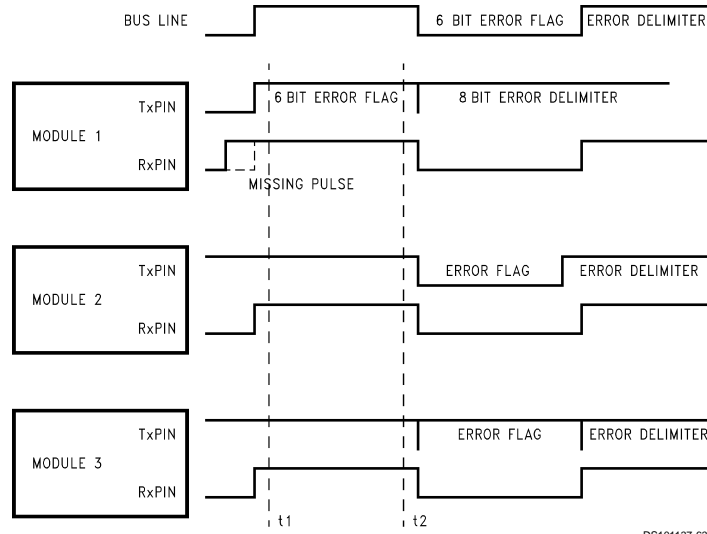 BUS LINE
6 BIT ERROR FLAG
ERROR DELIMITER
MODULE 1
TxPIN
6 BIT ERROR FLAG
8 BIT ERROR DELIMITER
RxPIN
MISSING PULSE
MODULE 2
TxPIN
ERROR FLAG
ERROR DELIMITER
RxPIN
MODULE 3
TxPIN
ERROR FLAG
ERROR DELIMITER
RxPIN
t1
t2